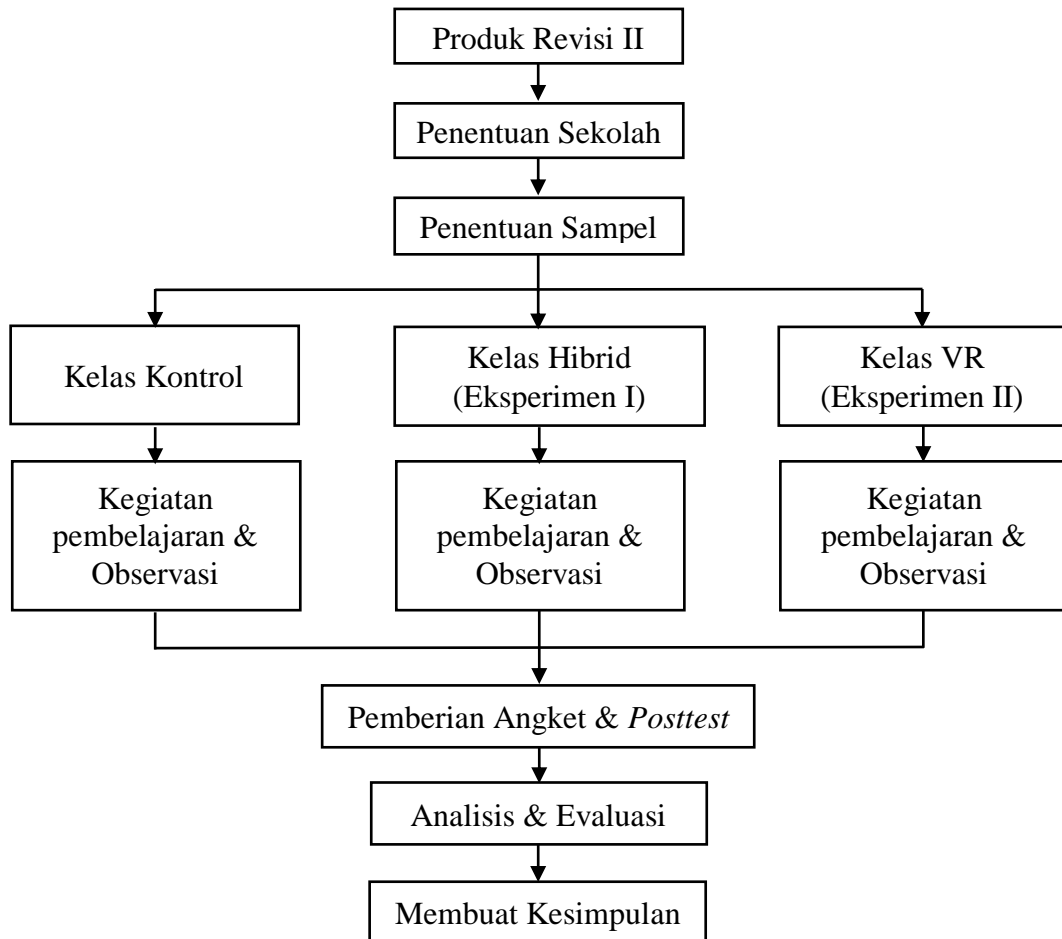 Produk Revisi II
Penentuan Sekolah
Penentuan Sampel
Kelas Kontrol
Kelas Hibrid
(Eksperimen I)
Kelas VR
(Eksperimen II)
Kegiatan
pembelajaran &
Observasi
Kegiatan
pembelajaran &
Observasi
Kegiatan
pembelajaran &
Observasi
Pemberian Angket & Posttest
Analisis & Evaluasi
Membuat Kesimpulan